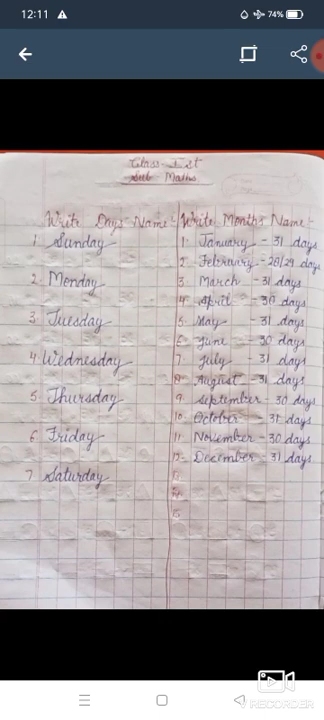 12:11
74%
Class - Ist
Sub - Maths
Write Days Name:-
1. Sunday
2. Monday
3. Tuesday
4. Wednesday
5. Thursday
6. Friday
7. Saturday
Write Months Name:-
1. January - 31 days
2. February - 28/29 days
3. March - 31 days
4. April - 30 days
5. May - 31 days
6. June - 30 days
7. July - 31 days
8. August - 31 days
9. September - 30 days
10. October - 31 days
11. November - 30 days
12. December - 31 days
13.
14.
15.
RECORDER